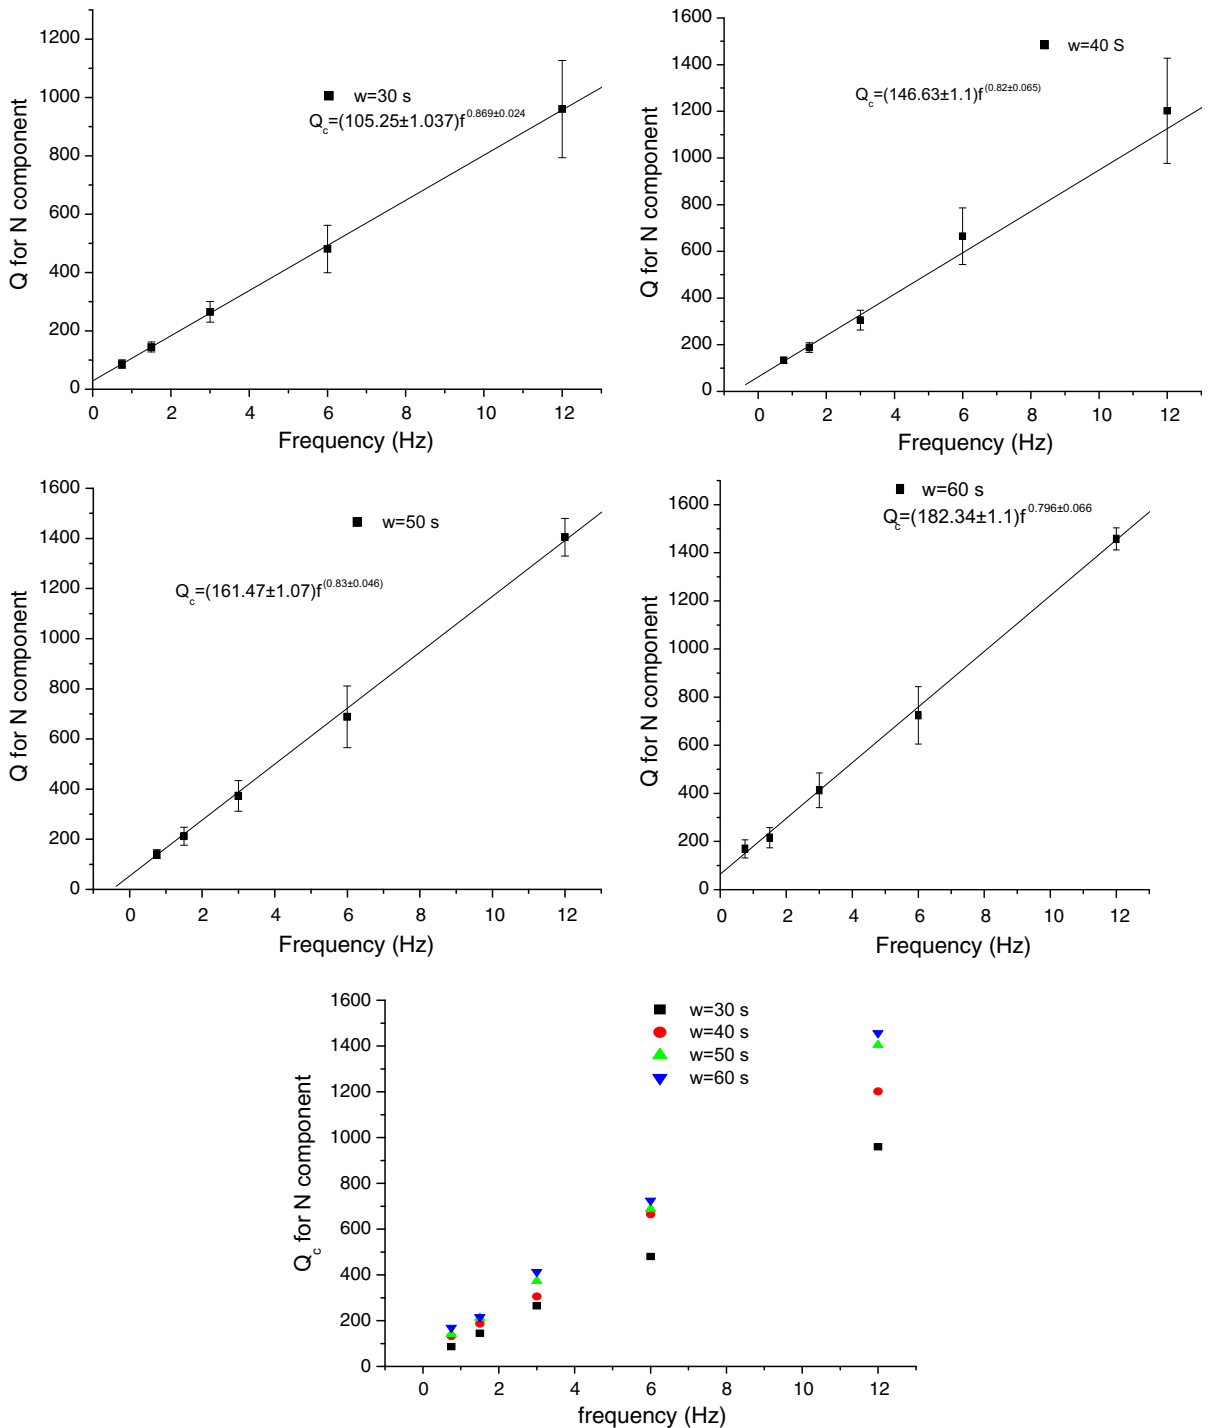 1200
1000
800
600
400
200
0
0 2 4 6 8 10 12
Q for N component
Frequency (Hz)
w=30 s
Qc=(105.25±1.037)f0.869±0.024
1600
1400
1200
1000
800
600
400
200
0
0 2 4 6 8 10 12
Q for N component
Frequency (Hz)
w=40 S
Qc=(146.63±1.1)f(0.82±0.065)
1600
1400
1200
1000
800
600
400
200
0
0 2 4 6 8 10 12
Q for N component
Frequency (Hz)
w=50 s
Qc=(161.47±1.07)f(0.83±0.046)
1600
1400
1200
1000
800
600
400
200
0
0 2 4 6 8 10 12
Q for N component
Frequency (Hz)
w=60 s
Qc=(182.34±1.1)f0.796±0.066
1600
1400
1200
1000
800
600
400
200
0
0 2 4 6 8 10 12
Qc for N component
frequency (Hz)
w=30 s
w=40 s
w=50 s
w=60 s